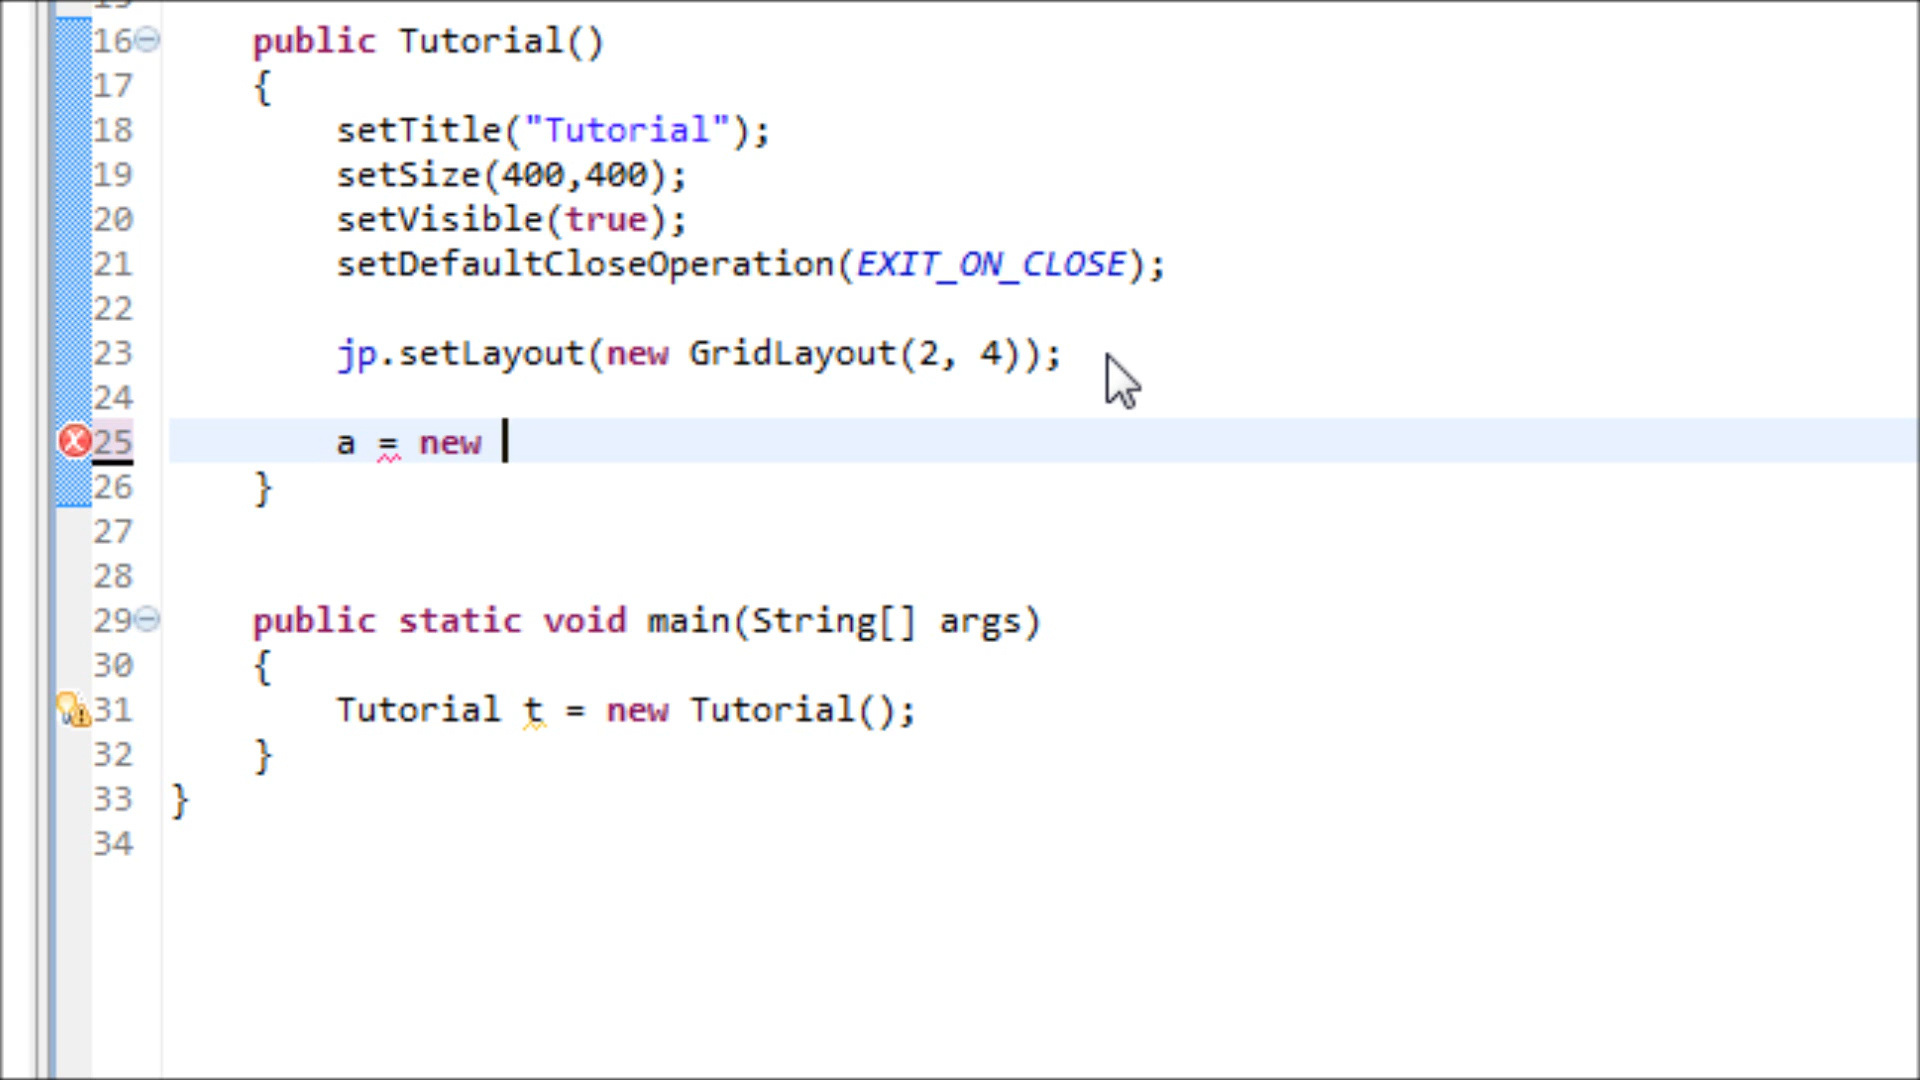 16 public Tutorial()
17 {
18 setTitle("Tutorial");
19 setSize(400,400);
20 setVisible(true);
21 setDefaultCloseOperation(EXIT_ON_CLOSE);
22
23 jp.setLayout(new GridLayout(2, 4));
24
25 a = new
26 }
27
28
29 public static void main(String[] args)
30 {
31 Tutorial t = new Tutorial();
32 }
33 }
34